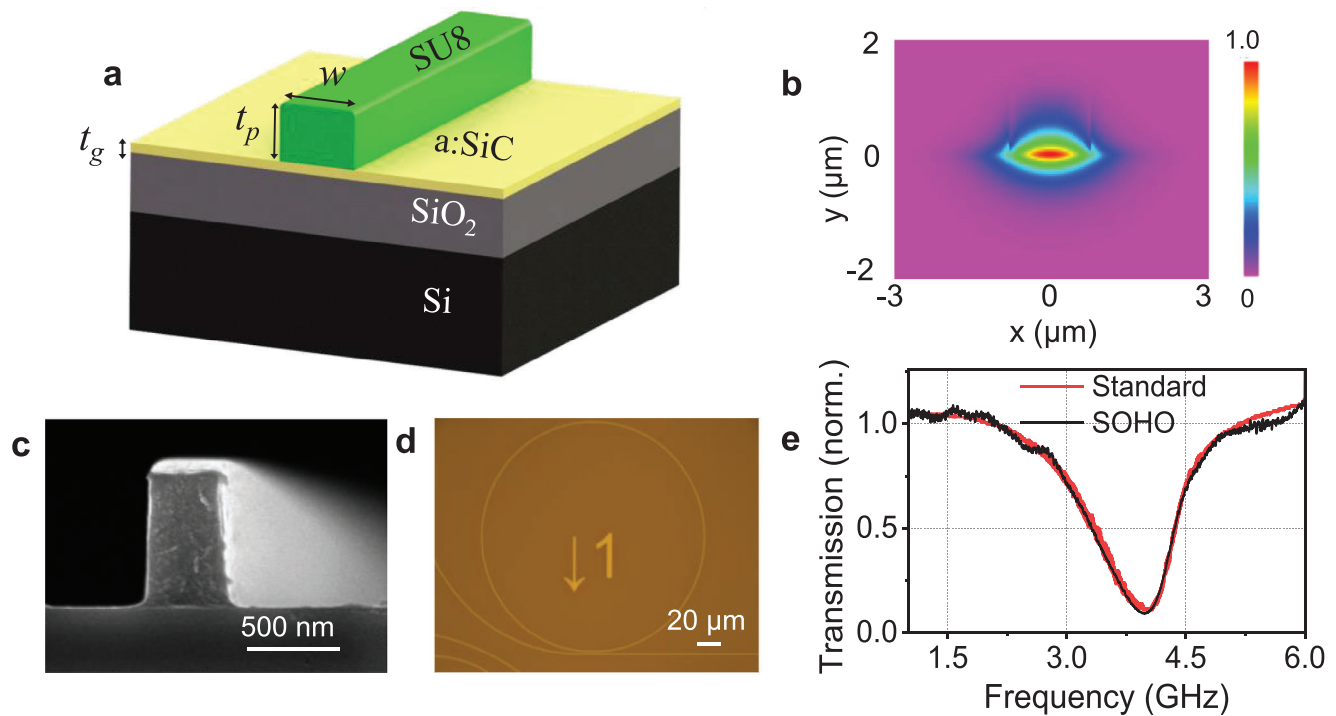 a
w
SU8
t_p
t_g
a:SiC
SiO₂
Si
b
2
0
-2
y (µm)
-3
0
3
x (µm)
1.0
0
c
500 nm
d
↓1
20 µm
e
Standard
SOHO
Transmission (norm.)
1.0
0.5
0.0
1.5
3.0
4.5
6.0
Frequency (GHz)